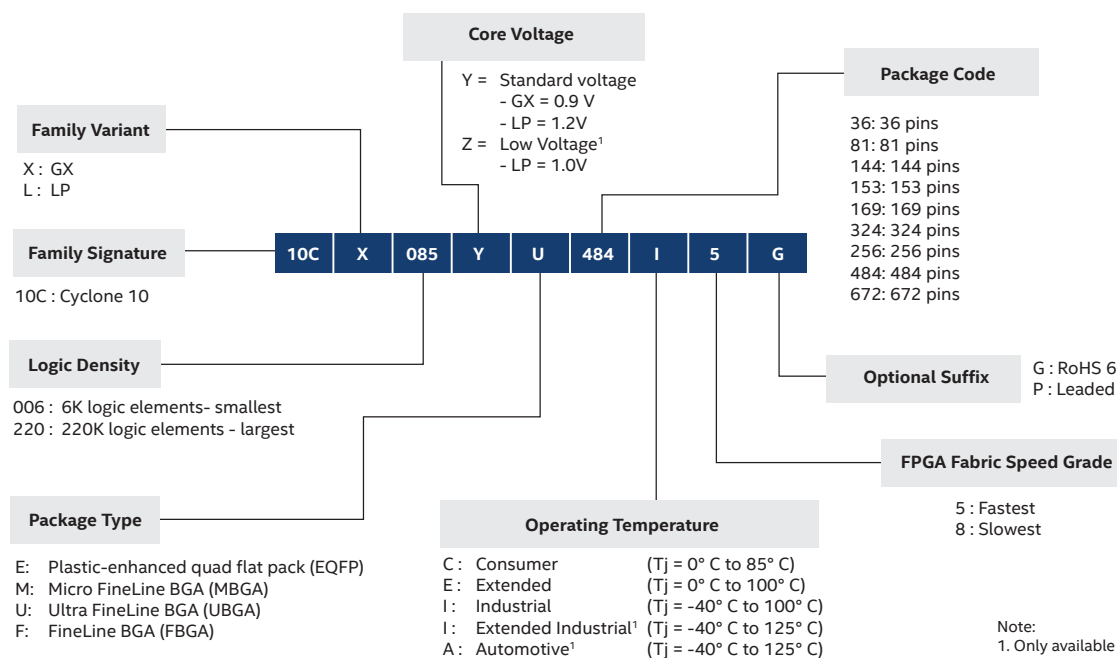 Core Voltage
Y = Standard voltage
- GX = 0.9 V
- LP = 1.2V
Z = Low Voltage¹
- LP = 1.0V
Package Code
36: 36 pins
81: 81 pins
144: 144 pins
153: 153 pins
169: 169 pins
324: 324 pins
256: 256 pins
484: 484 pins
672: 672 pins
Family Variant
X : GX
L : LP
Family Signature
10C : Cyclone 10
10C X 085 Y U 484 I 5 G
Logic Density
006 : 6K logic elements- smallest
220 : 220K logic elements - largest
Optional Suffix
G : RoHS 6
P : Leaded
FPGA Fabric Speed Grade
5 : Fastest
8 : Slowest
Package Type
E: Plastic-enhanced quad flat pack (EQFP)
M: Micro FineLine BGA (MBGA)
U: Ultra FineLine BGA (UBGA)
F: FineLine BGA (FBGA)
Operating Temperature
C : Consumer (Tj = 0° C to 85° C)
E : Extended (Tj = 0° C to 100° C)
I : Industrial (Tj = -40° C to 100° C)
I : Extended Industrial¹ (Tj = -40° C to 125° C)
A : Automotive¹ (Tj = -40° C to 125° C)
Note:
1. Only available